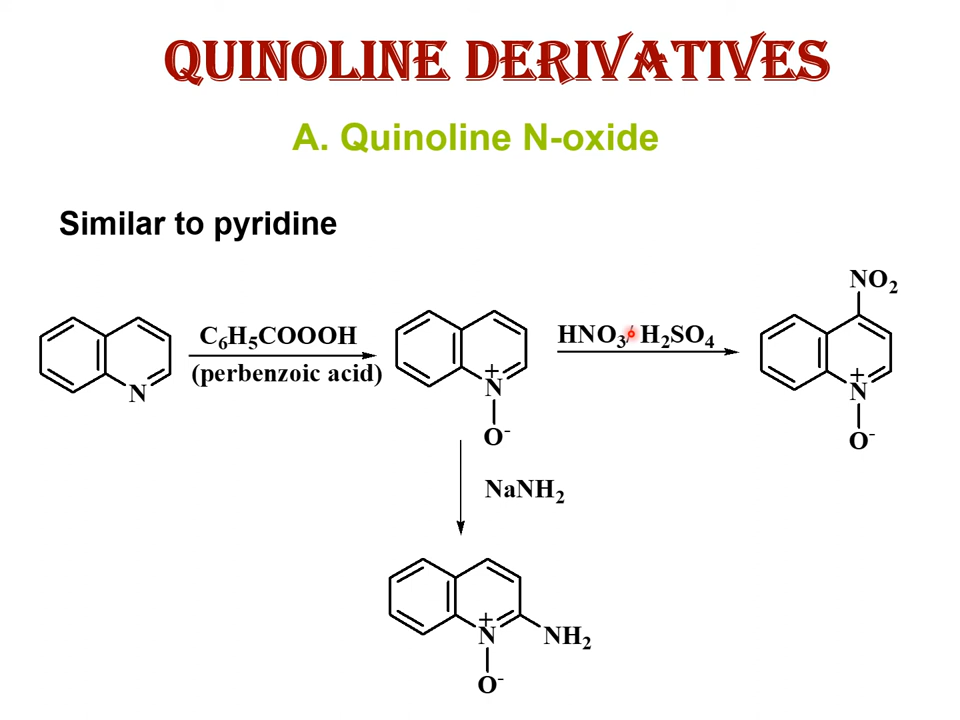 QUINOLINE DERIVATIVES
A. Quinoline N-oxide
Similar to pyridine
NO2
C6H5COOOH
HNO3/ H2SO4
(perbenzoic acid)
N
+
N
O-
+
N
O-
NaNH2
+
N
NH2
O-